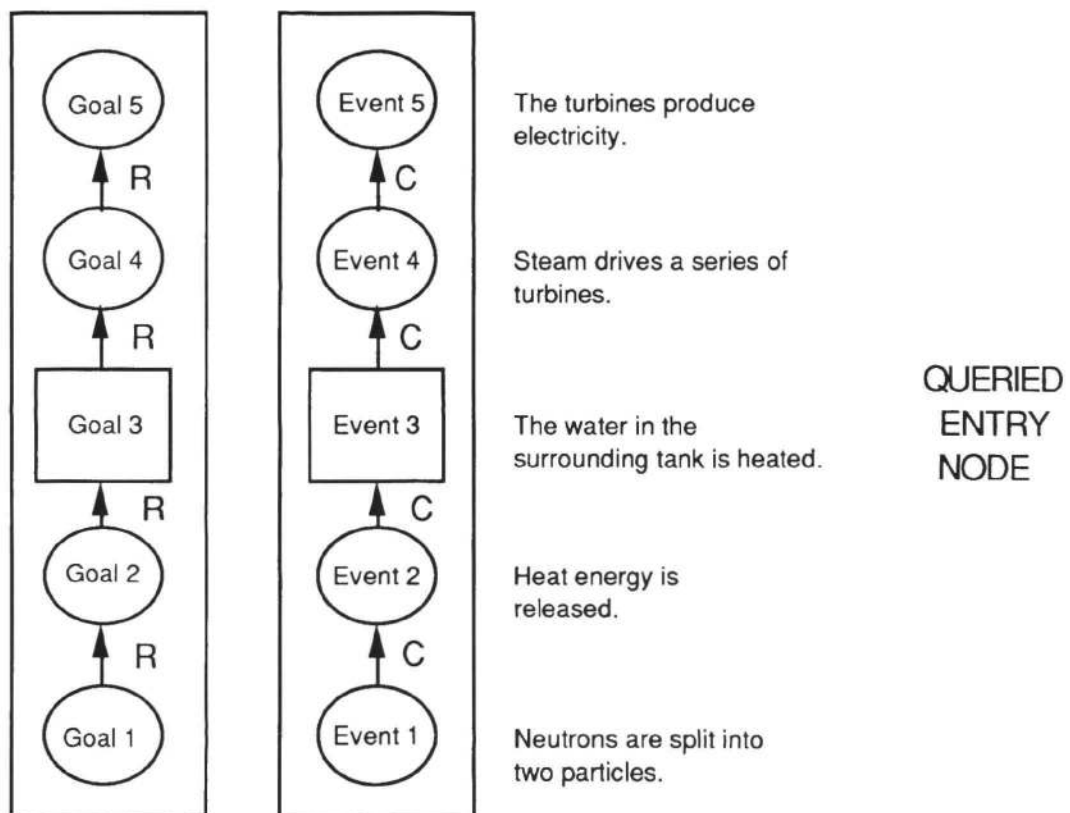 Goal 5
Event 5
The turbines produce
electricity.
R
C
Goal 4
Event 4
Steam drives a series of
turbines.
R
C
Goal 3
Event 3
The water in the
surrounding tank is heated.
QUERIED
ENTRY
NODE
R
C
Goal 2
Event 2
Heat energy is
released.
R
C
Goal 1
Event 1
Neutrons are split into
two particles.